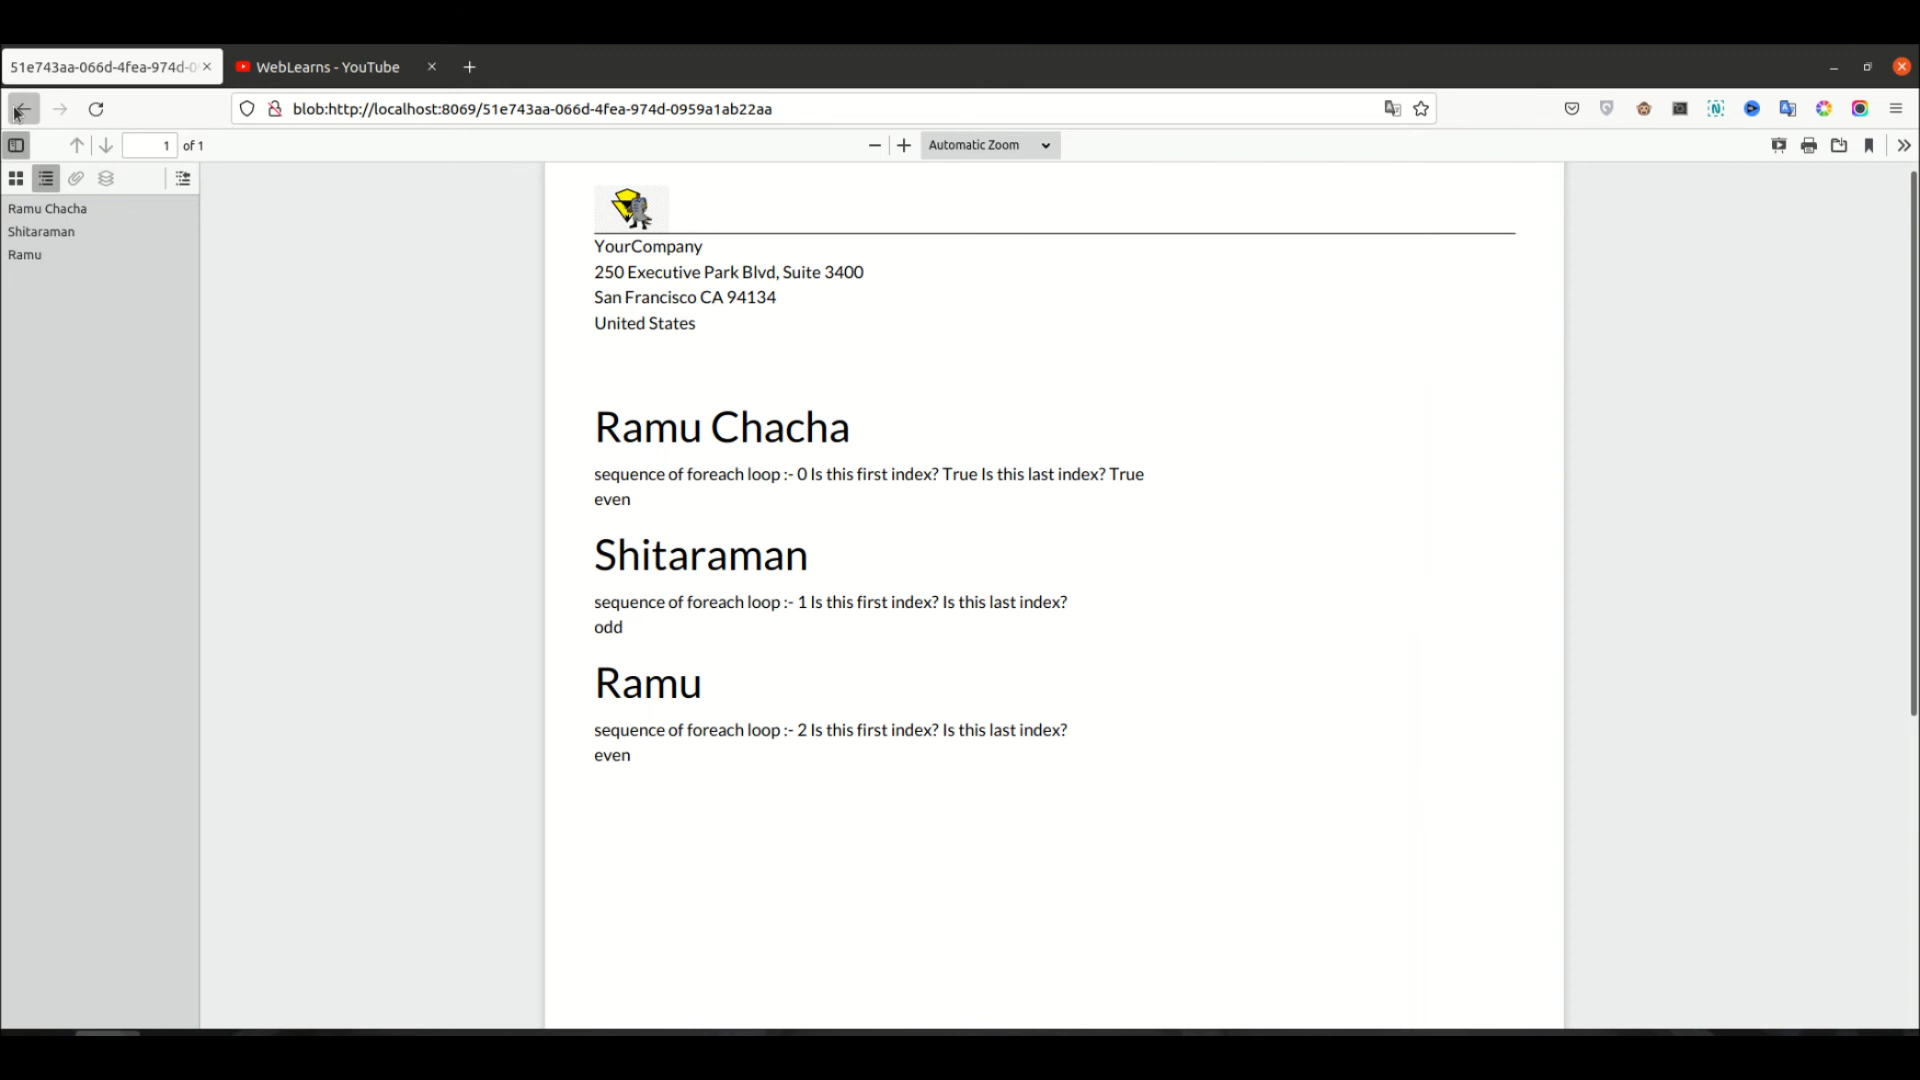 51e743aa-066d-4fea-974d-0
WebLearns - YouTube
blob:http://localhost:8069/51e743aa-066d-4fea-974d-0959a1ab22aa
1 of 1
Automatic Zoom
Ramu Chacha
Shitaraman
Ramu
YourCompany
250 Executive Park Blvd, Suite 3400
San Francisco CA 94134
United States
Ramu Chacha
sequence of foreach loop :- 0 Is this first index? True Is this last index? True
even
Shitaraman
sequence of foreach loop :- 1 Is this first index? Is this last index?
odd
Ramu
sequence of foreach loop :- 2 Is this first index? Is this last index?
even